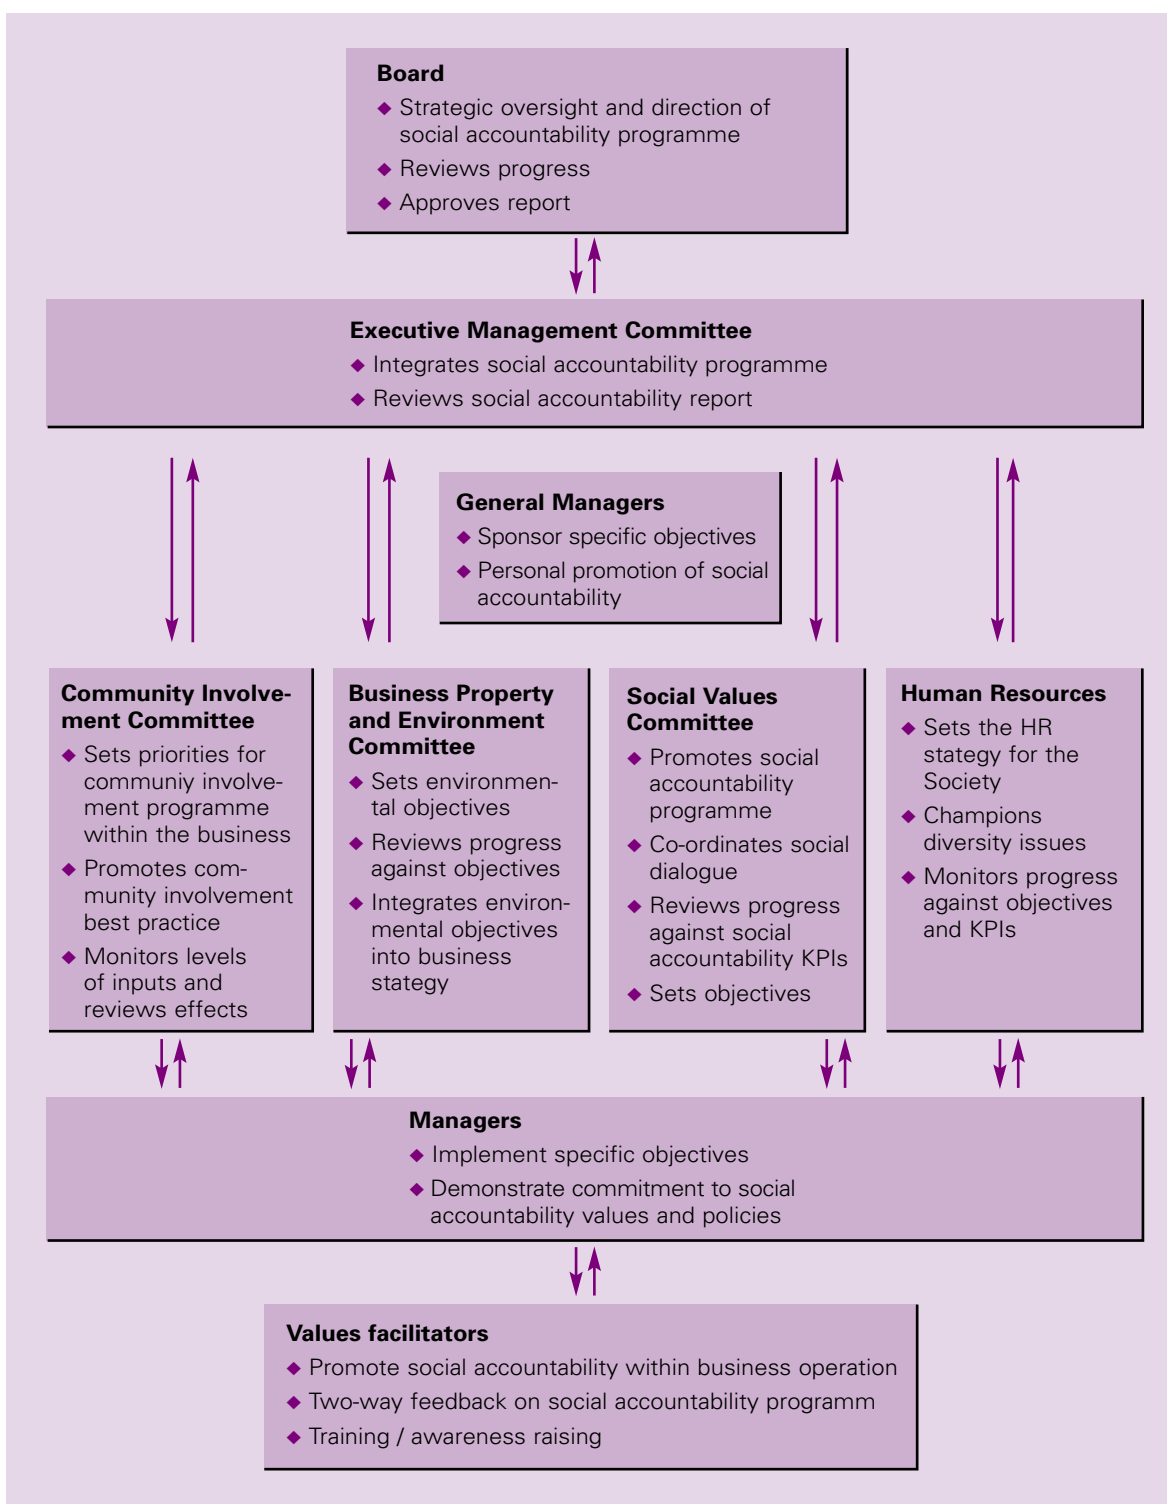 Board
◆ Strategic oversight and direction of
social accountability programme
◆ Reviews progress
◆ Approves report
Executive Management Committee
◆ Integrates social accountability programme
◆ Reviews social accountability report
General Managers
◆ Sponsor specific objectives
◆ Personal promotion of social
accountability
Community Involve-
ment Committee
◆ Sets priorities for
communiy involve-
ment programme
within the business
◆ Promotes com-
munity involvement
best practice
◆ Monitors levels
of inputs and
reviews effects
Business Property
and Environment
Committee
◆ Sets environmen-
tal objectives
◆ Reviews progress
against objectives
◆ Integrates environ-
mental objectives
into business
stategy
Social Values
Committee
◆ Promotes social
accountability
programme
◆ Co-ordinates social
dialogue
◆ Reviews progress
against social
accountability KPIs
◆ Sets objectives
Human Resources
◆ Sets the HR
stategy for the
Society
◆ Champions
diversity issues
◆ Monitors progress
against objectives
and KPIs
Managers
◆ Implement specific objectives
◆ Demonstrate commitment to social
accountability values and policies
Values facilitators
◆ Promote social accountability within business operation
◆ Two-way feedback on social accountability programm
◆ Training / awareness raising